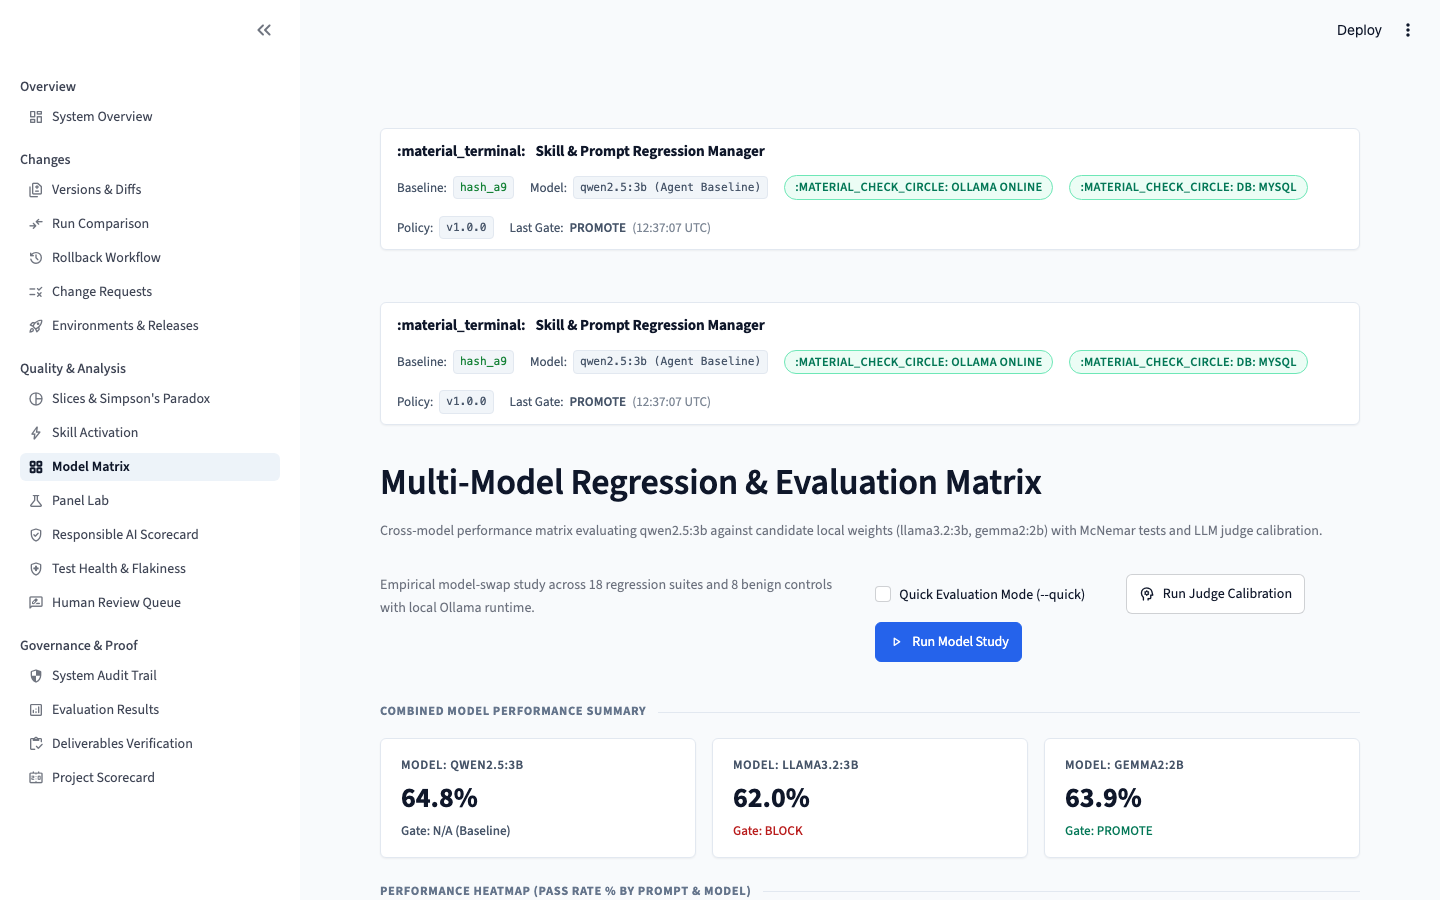 Deploy
Overview
System Overview
Changes
Versions & Diffs
Run Comparison
Rollback Workflow
Change Requests
Environments & Releases
Quality & Analysis
Slices & Simpson's Paradox
Skill Activation
Model Matrix
Panel Lab
Responsible AI Scorecard
Test Health & Flakiness
Human Review Queue
Governance & Proof
System Audit Trail
Evaluation Results
Deliverables Verification
Project Scorecard
:material_terminal: Skill & Prompt Regression Manager
Baseline: hash_a9 Model: qwen2.5:3b (Agent Baseline) :MATERIAL_CHECK_CIRCLE: OLLAMA ONLINE :MATERIAL_CHECK_CIRCLE: DB: MYSQL
Policy: v1.0.0 Last Gate: PROMOTE (12:37:07 UTC)
:material_terminal: Skill & Prompt Regression Manager
Baseline: hash_a9 Model: qwen2.5:3b (Agent Baseline) :MATERIAL_CHECK_CIRCLE: OLLAMA ONLINE :MATERIAL_CHECK_CIRCLE: DB: MYSQL
Policy: v1.0.0 Last Gate: PROMOTE (12:37:07 UTC)
Multi-Model Regression & Evaluation Matrix
Cross-model performance matrix evaluating qwen2.5:3b against candidate local weights (llama3.2:3b, gemma2:2b) with McNemar tests and LLM judge calibration.
Empirical model-swap study across 18 regression suites and 8 benign controls
with local Ollama runtime.
Quick Evaluation Mode (--quick)
Run Model Study
Run Judge Calibration
COMBINED MODEL PERFORMANCE SUMMARY
MODEL: QWEN2.5:3B
64.8%
Gate: N/A (Baseline)
MODEL: LLAMA3.2:3B
62.0%
Gate: BLOCK
MODEL: GEMMA2:2B
63.9%
Gate: PROMOTE
PERFORMANCE HEATMAP (PASS RATE % BY PROMPT & MODEL)